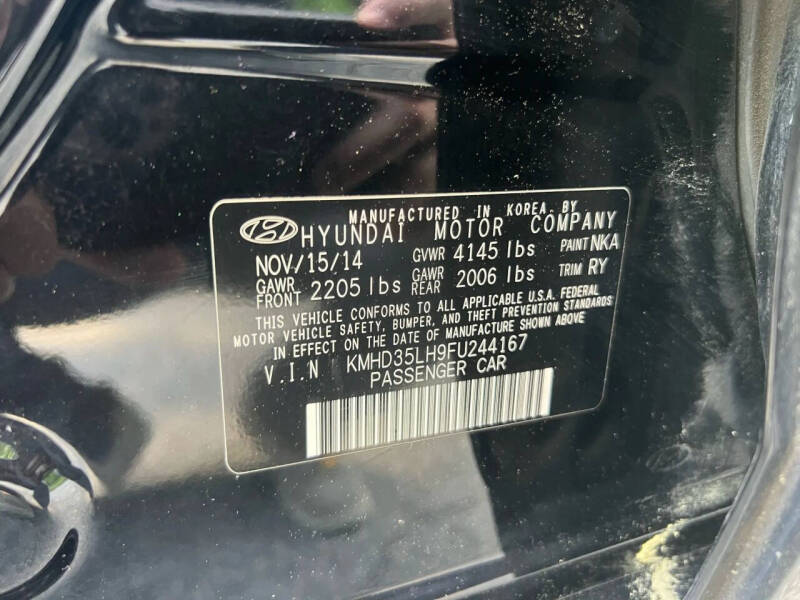 MANUFACTURED IN KOREA BY
HYUNDAI MOTOR COMPANY
NOV/15/14 GVWR 4145 lbs PAINT NKA
GAWR FRONT 2205 lbs GAWR REAR 2006 lbs TRIM RY
THIS VEHICLE CONFORMS TO ALL APPLICABLE U.S.A. FEDERAL
MOTOR VEHICLE SAFETY, BUMPER, AND THEFT PREVENTION STANDARDS
IN EFFECT ON THE DATE OF MANUFACTURE SHOWN ABOVE
V.I.N KMHD35LH9FU244167
PASSENGER CAR